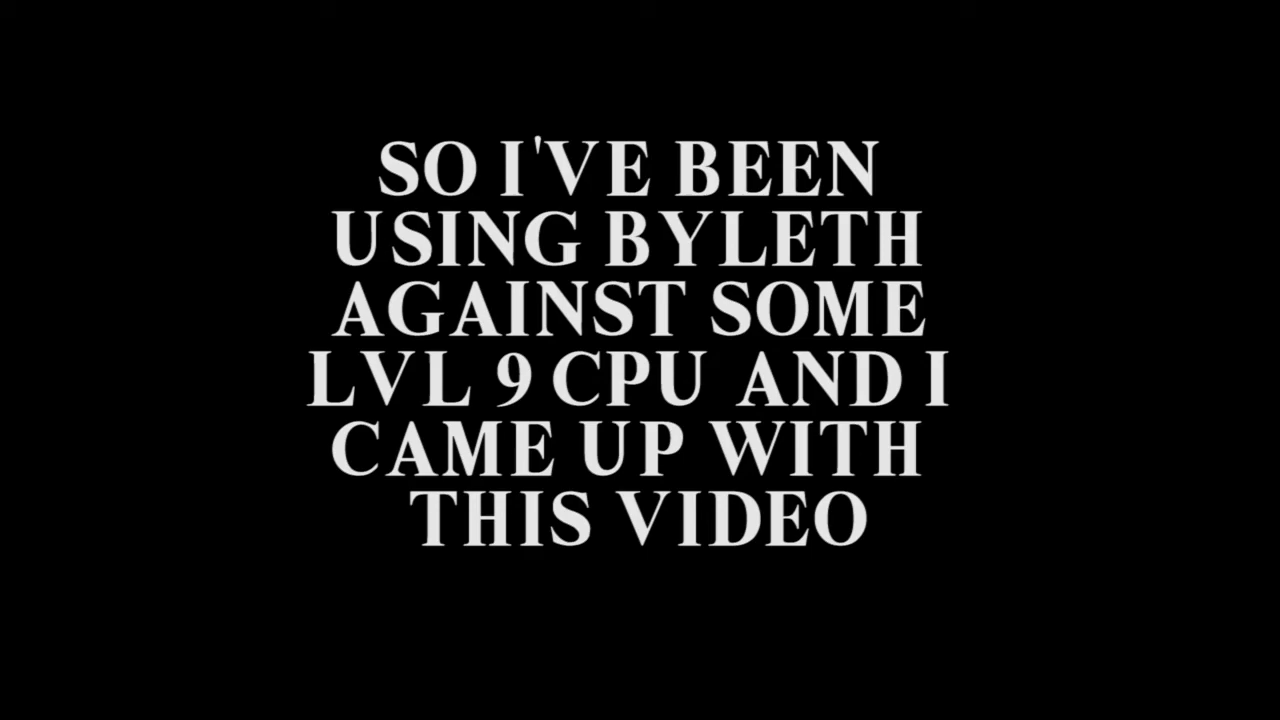 SO I'VE BEEN
USING BYLETH
AGAINST SOME
LVL 9 CPU AND I
CAME UP WITH
THIS VIDEO